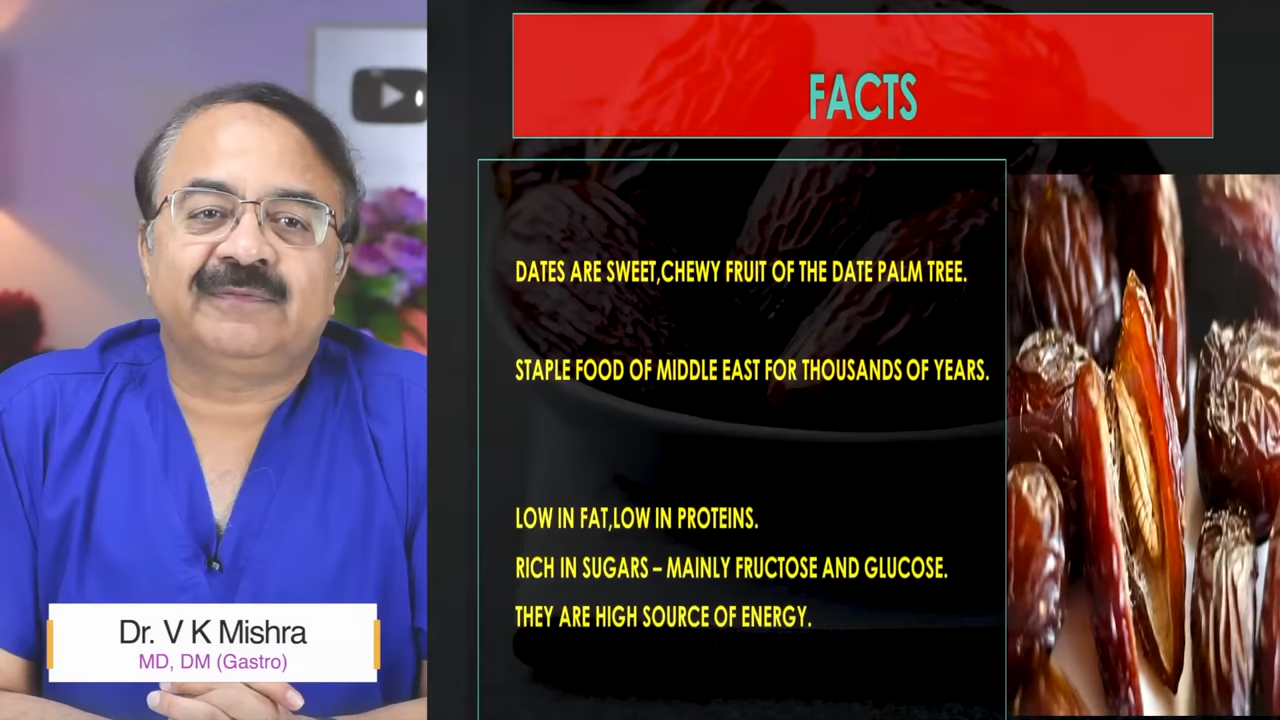 FACTS
DATES ARE SWEET,CHEWY FRUIT OF THE DATE PALM TREE.
STAPLE FOOD OF MIDDLE EAST FOR THOUSANDS OF YEARS.
LOW IN FAT,LOW IN PROTEINS.
RICH IN SUGARS – MAINLY FRUCTOSE AND GLUCOSE.
THEY ARE HIGH SOURCE OF ENERGY.
Dr. V K Mishra
MD, DM (Gastro)